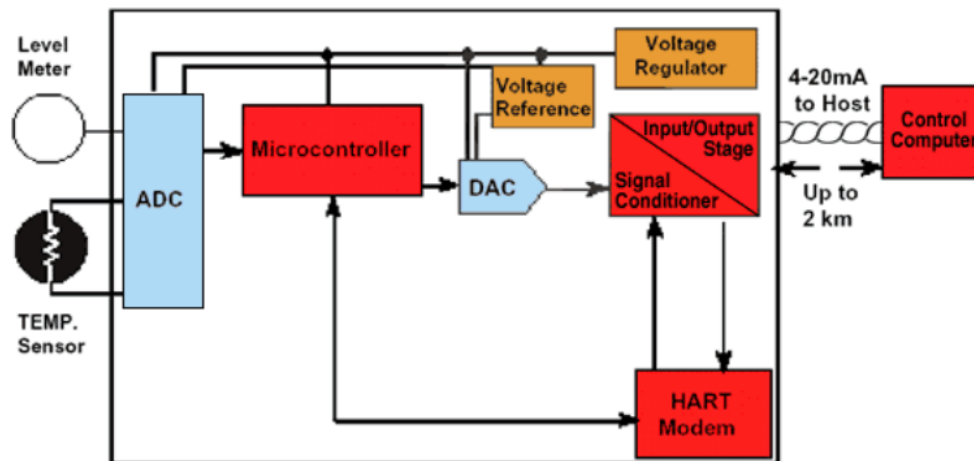 Level
Meter
TEMP.
Sensor
ADC
Microcontroller
DAC
Voltage
Reference
Voltage
Regulator
Input/Output
Stage
Signal
Conditioner
HART
Modem
4-20mA
to Host
Up to
2 km
Control
Computer